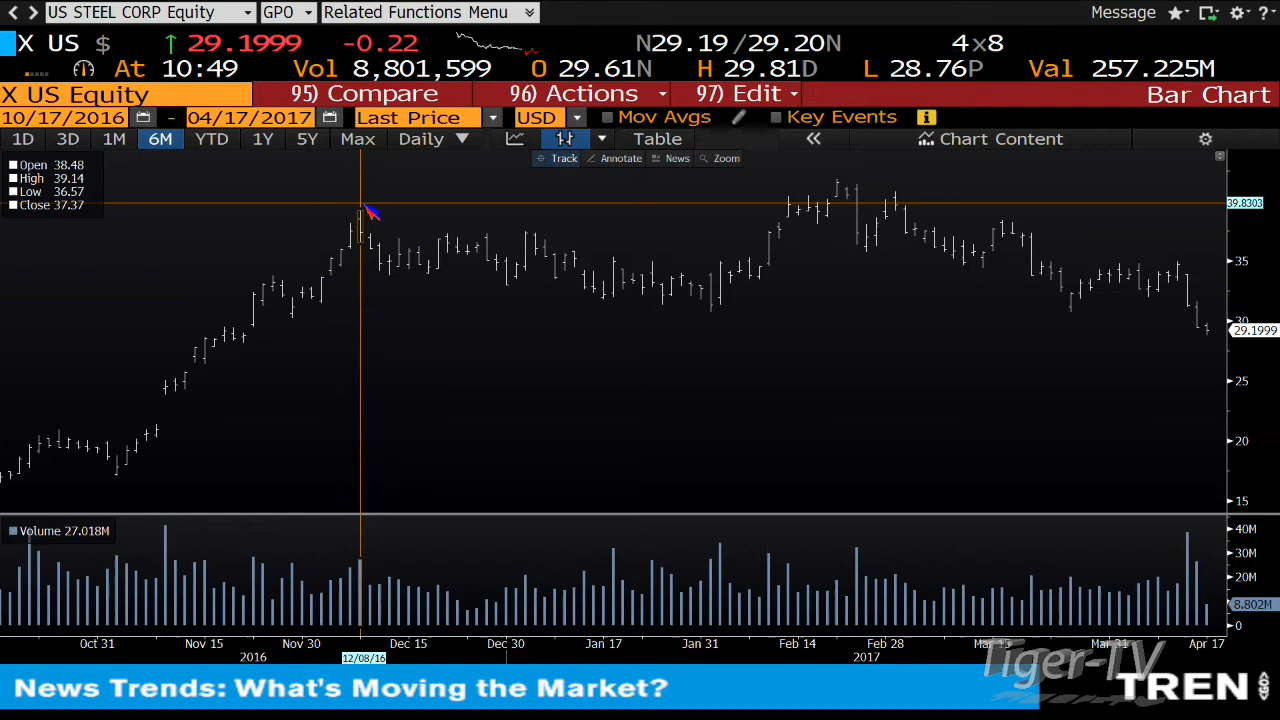 US STEEL CORP Equity GPO Related Functions Menu Message ?
X US $ 29.1999 -0.22 N29.19 /29.20N 4x8
At 10:49 Vol 8,801,599 O 29.61N H 29.81D L 28.76P Val 257.225M
X US Equity 95) Compare 96) Actions 97) Edit Bar Chart
10/17/2016 - 04/17/2017 Last Price USD Mov Avgs Key Events
1D 3D 1M 6M YTD 1Y 5Y Max Daily Table Chart Content
Track Annotate News Zoom
Open 38.48
High 39.14
Low 36.57
Close 37.37
39.8303
35
30
29.1999
25
20
15
Volume 27.018M
40M
30M
20M
8.802M
0
Oct 31 Nov 15 Nov 30 Dec 15 Dec 30 Jan 17 Jan 31 Feb 14 Feb 28 Mar 15 Mar 31 Apr 17
2016 12/08/16 2017
Tiger-TV
News Trends: What's Moving the Market? TREN